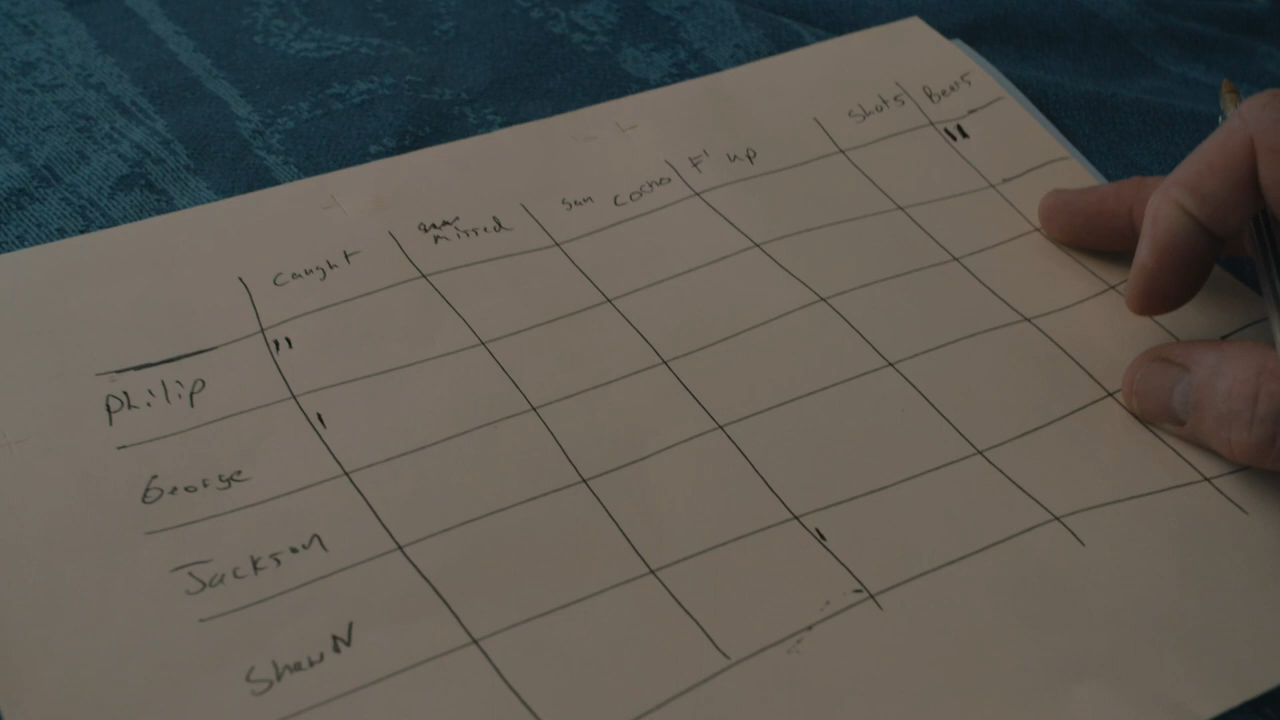 Caught missed San cocho F' up Shots Beers
Philip " "
George '
Jackson
ShawN '